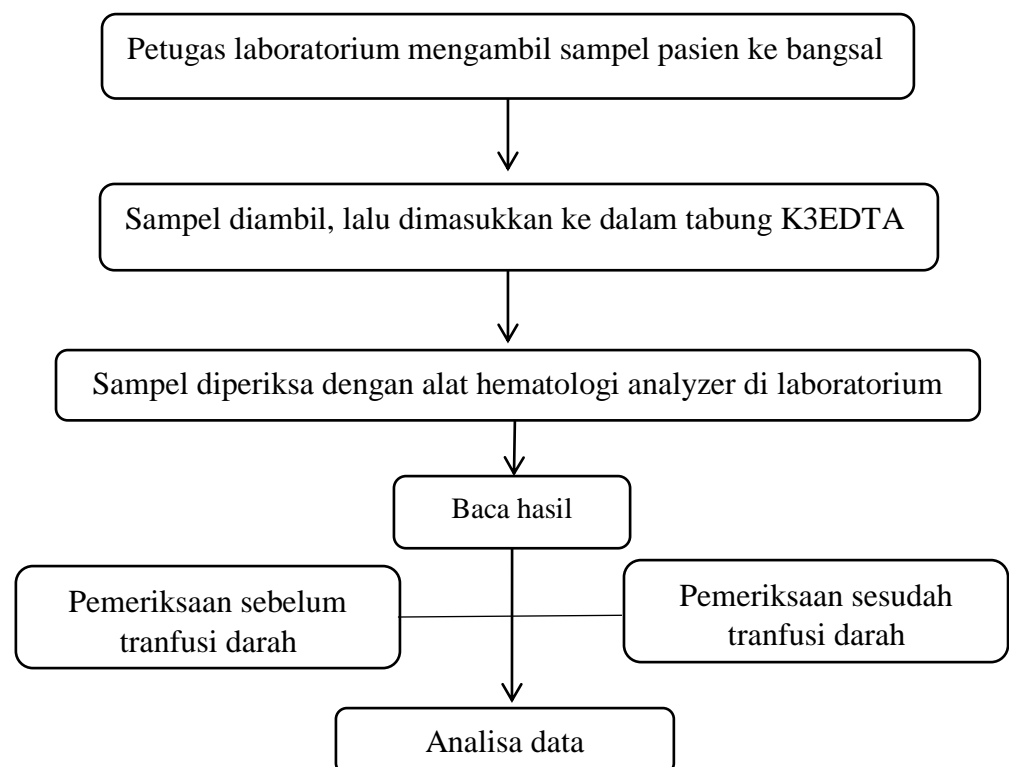 Petugas laboratorium mengambil sampel pasien ke bangsal
Sampel diambil, lalu dimasukkan ke dalam tabung K3EDTA
Sampel diperiksa dengan alat hematologi analyzer di laboratorium
Baca hasil
Pemeriksaan sebelum
tranfusi darah
Pemeriksaan sesudah
tranfusi darah
Analisa data